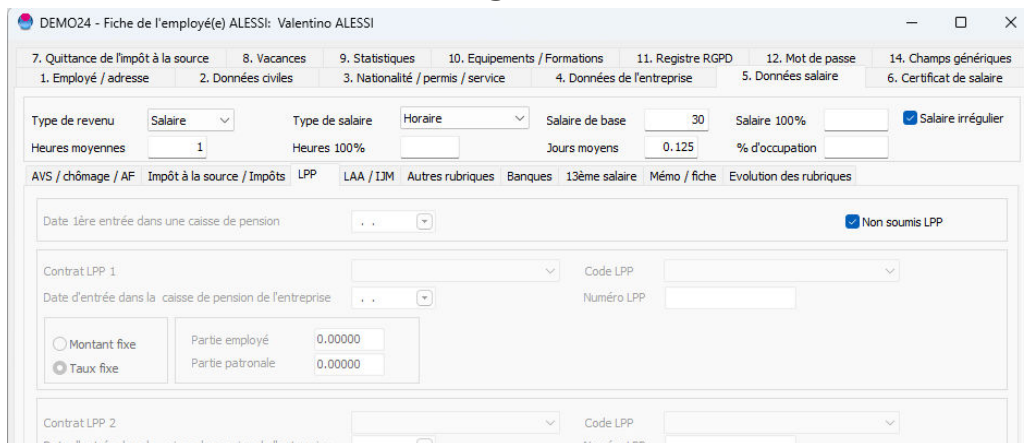 DEMO24 - Fiche de l'employé(e) ALESSI: Valentino ALESSI
7. Quittance de l'impôt à la source 8. Vacances 9. Statistiques 10. Equipements / Formations 11. Registre RGPD 12. Mot de passe 14. Champs génériques
1. Employé / adresse 2. Données civiles 3. Nationalité / permis / service 4. Données de l'entreprise 5. Données salaire 6. Certificat de salaire
Type de revenu Salaire Type de salaire Horaire Salaire de base 30 Salaire 100% Salaire irrégulier
Heures moyennes 1 Heures 100% Jours moyens 0.125 % d'occupation
AVS / chômage / AF Impôt à la source / Impôts LPP LAA / IJM Autres rubriques Banques 13ème salaire Mémo / fiche Evolution des rubriques
Date 1ère entrée dans une caisse de pension . . Non soumis LPP
Contrat LPP 1 Code LPP
Date d'entrée dans la caisse de pension de l'entreprise . . Numéro LPP
Montant fixe Partie employé 0.00000
Taux fixe Partie patronale 0.00000
Contrat LPP 2 Code LPP